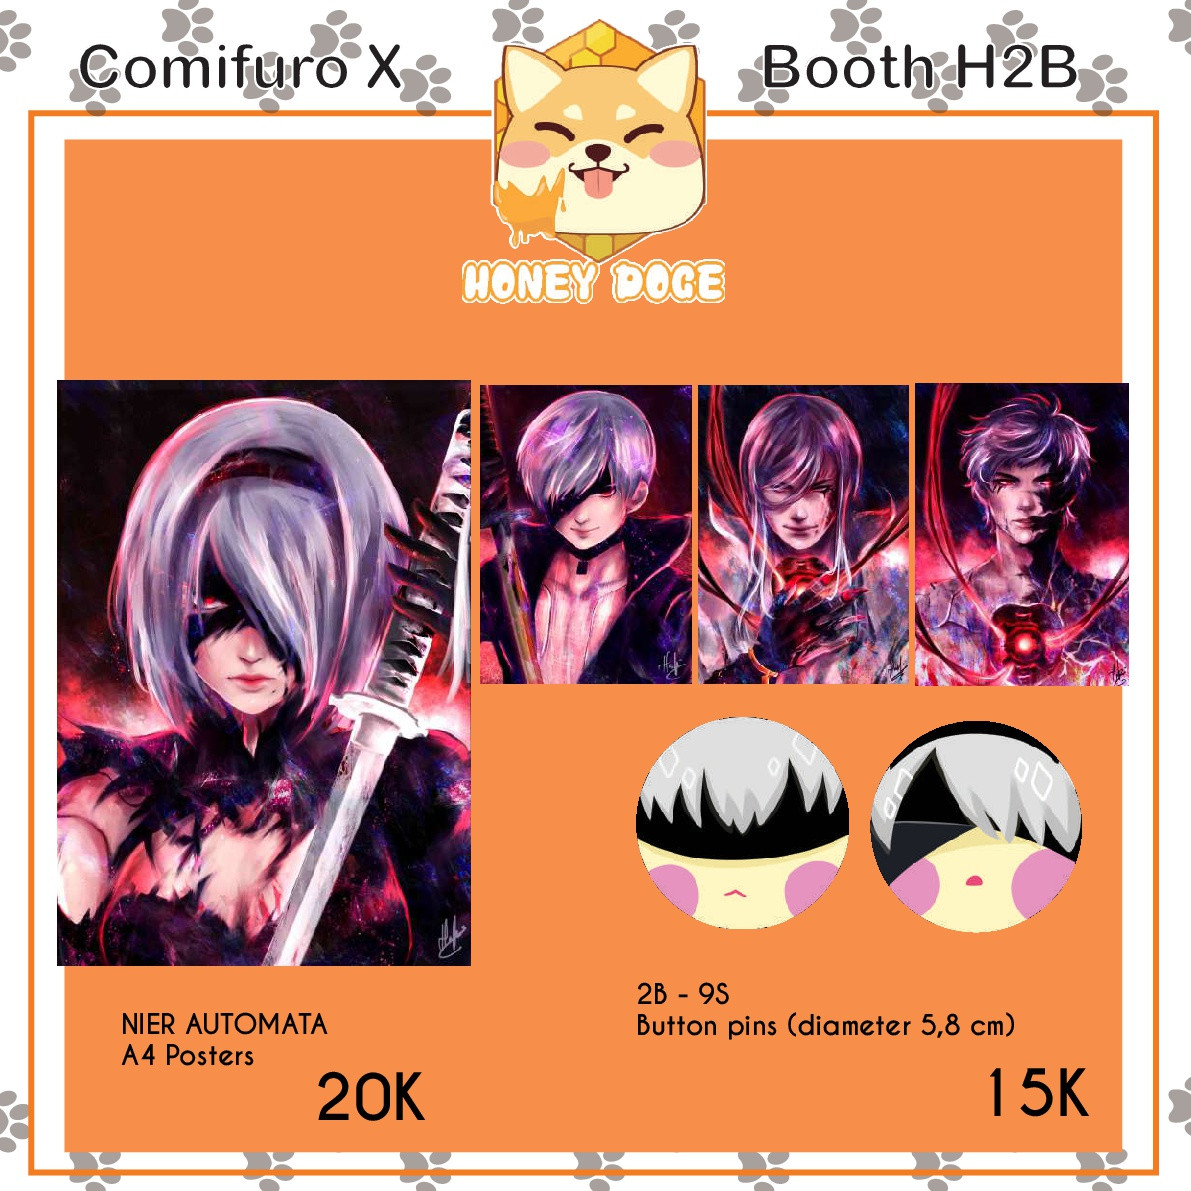 Comifuro X
Booth H2B
HONEY DOGE
NIER AUTOMATA
A4 Posters
20K
2B - 9S
Button pins (diameter 5,8 cm)
15K